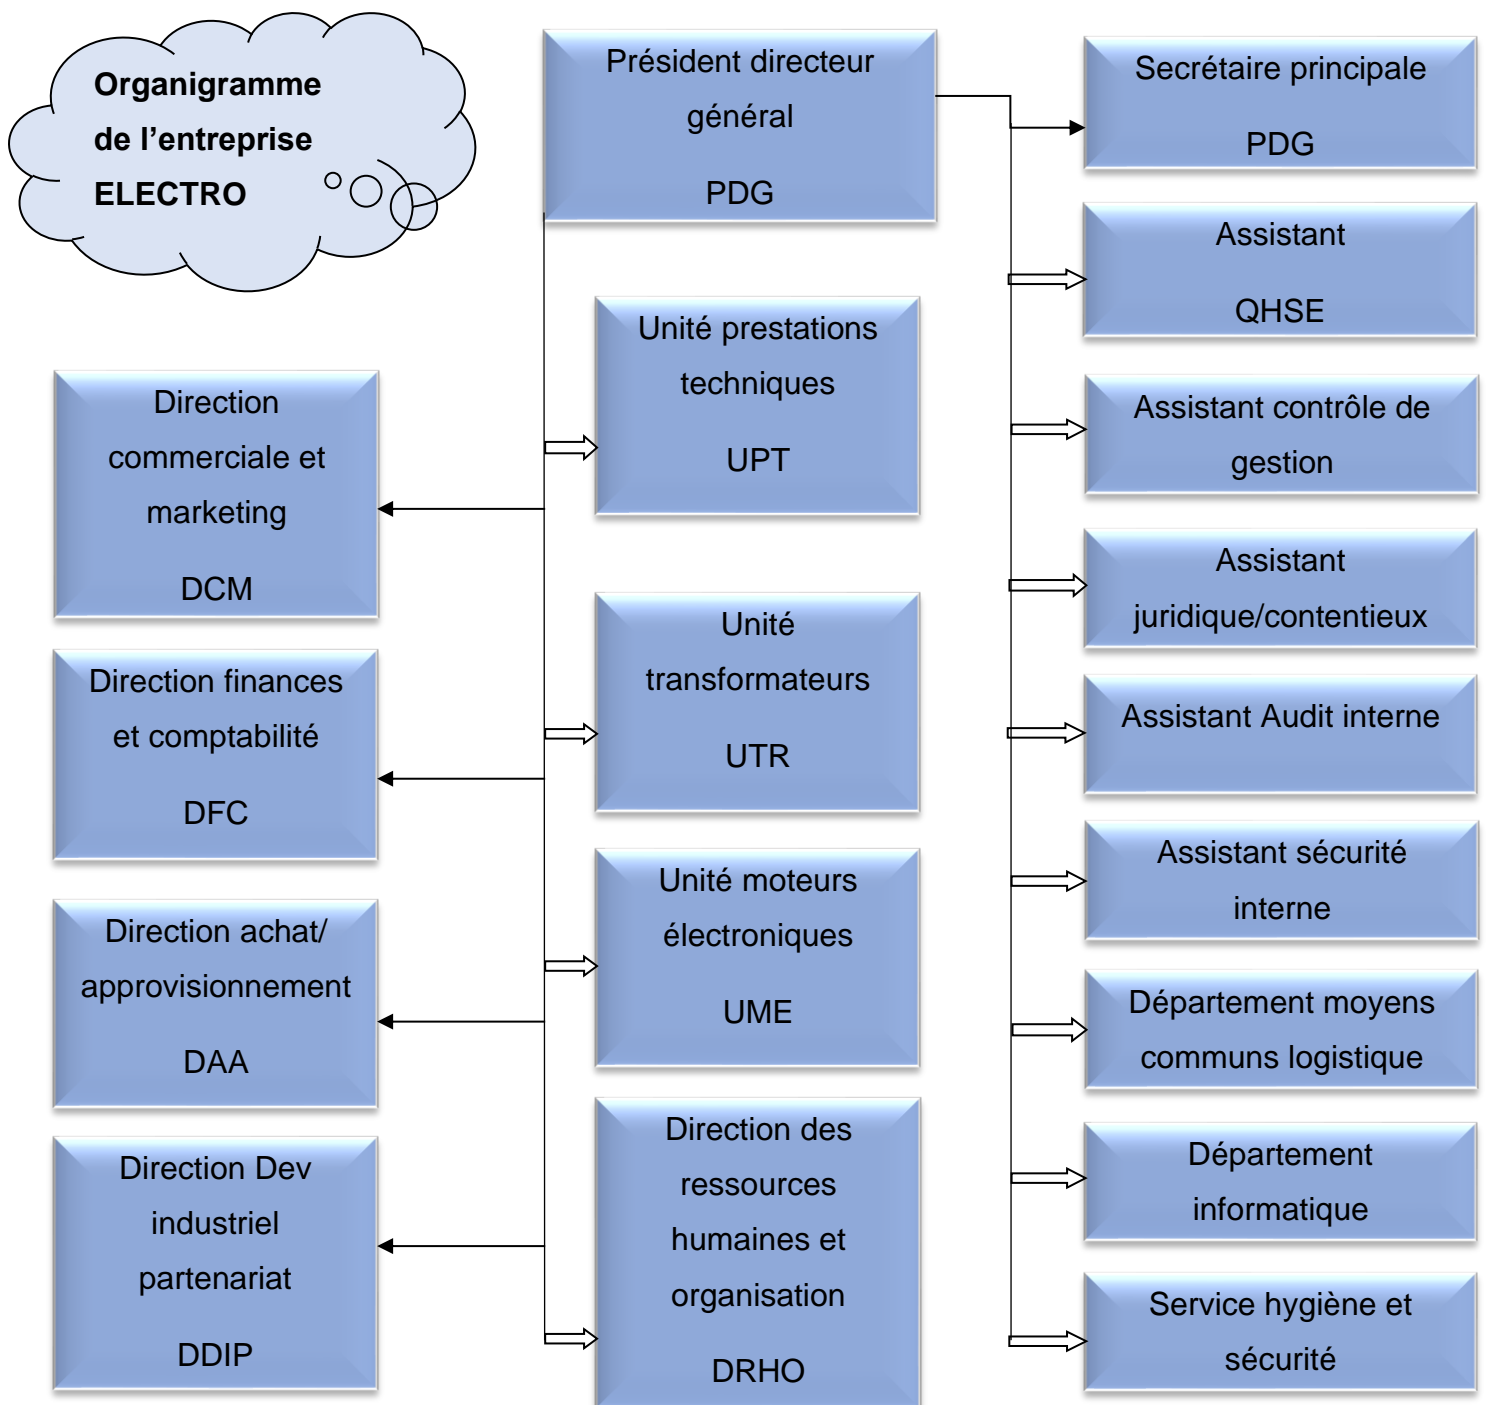 Organigramme
de l’entreprise
ELECTRO
Président directeur
général
PDG
Secrétaire principale
PDG
Assistant
QHSE
Assistant contrôle de
gestion
Assistant
juridique/contentieux
Assistant Audit interne
Assistant sécurité
interne
Département moyens
communs logistique
Département
informatique
Service hygiène et
sécurité
Unité prestations
techniques
UPT
Unité
transformateurs
UTR
Unité moteurs
électroniques
UME
Direction des
ressources
humaines et
organisation
DRHO
Direction
commerciale et
marketing
DCM
Direction finances
et comptabilité
DFC
Direction achat/
approvisionnement
DAA
Direction Dev
industriel
partenariat
DDIP